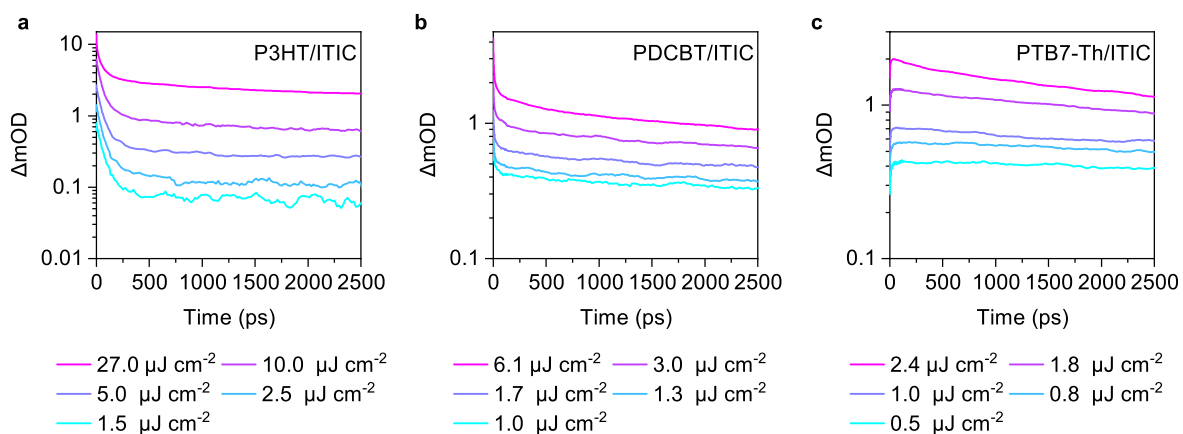 a
P3HT/ITIC
10
1
0.1
0.01
ΔmOD
0 500 1000 1500 2000 2500
Time (ps)
27.0 µJ cm-2 10.0 µJ cm-2
5.0 µJ cm-2 2.5 µJ cm-2
1.5 µJ cm-2
b
PDCBT/ITIC
1
0.1
ΔmOD
0 500 1000 1500 2000 2500
Time (ps)
6.1 µJ cm-2 3.0 µJ cm-2
1.7 µJ cm-2 1.3 µJ cm-2
1.0 µJ cm-2
c
PTB7-Th/ITIC
1
0.1
ΔmOD
0 500 1000 1500 2000 2500
Time (ps)
2.4 µJ cm-2 1.8 µJ cm-2
1.0 µJ cm-2 0.8 µJ cm-2
0.5 µJ cm-2